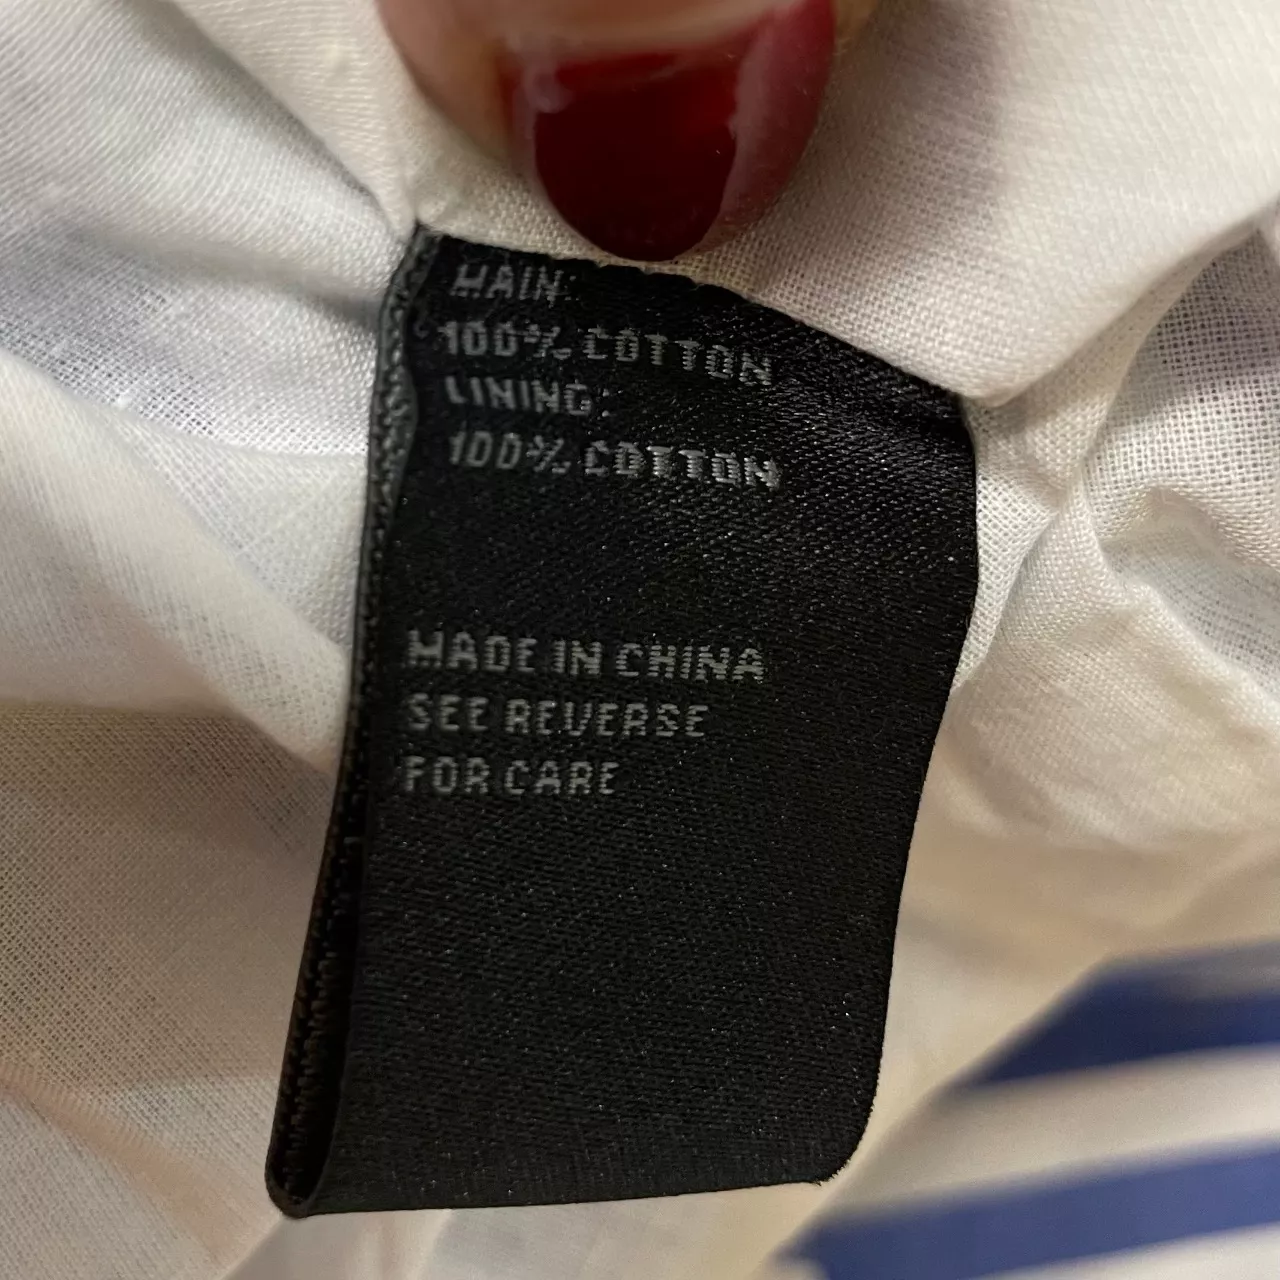 MAIN:
100% COTTON
LINING:
100% COTTON
MADE IN CHINA
SEE REVERSE
FOR CARE